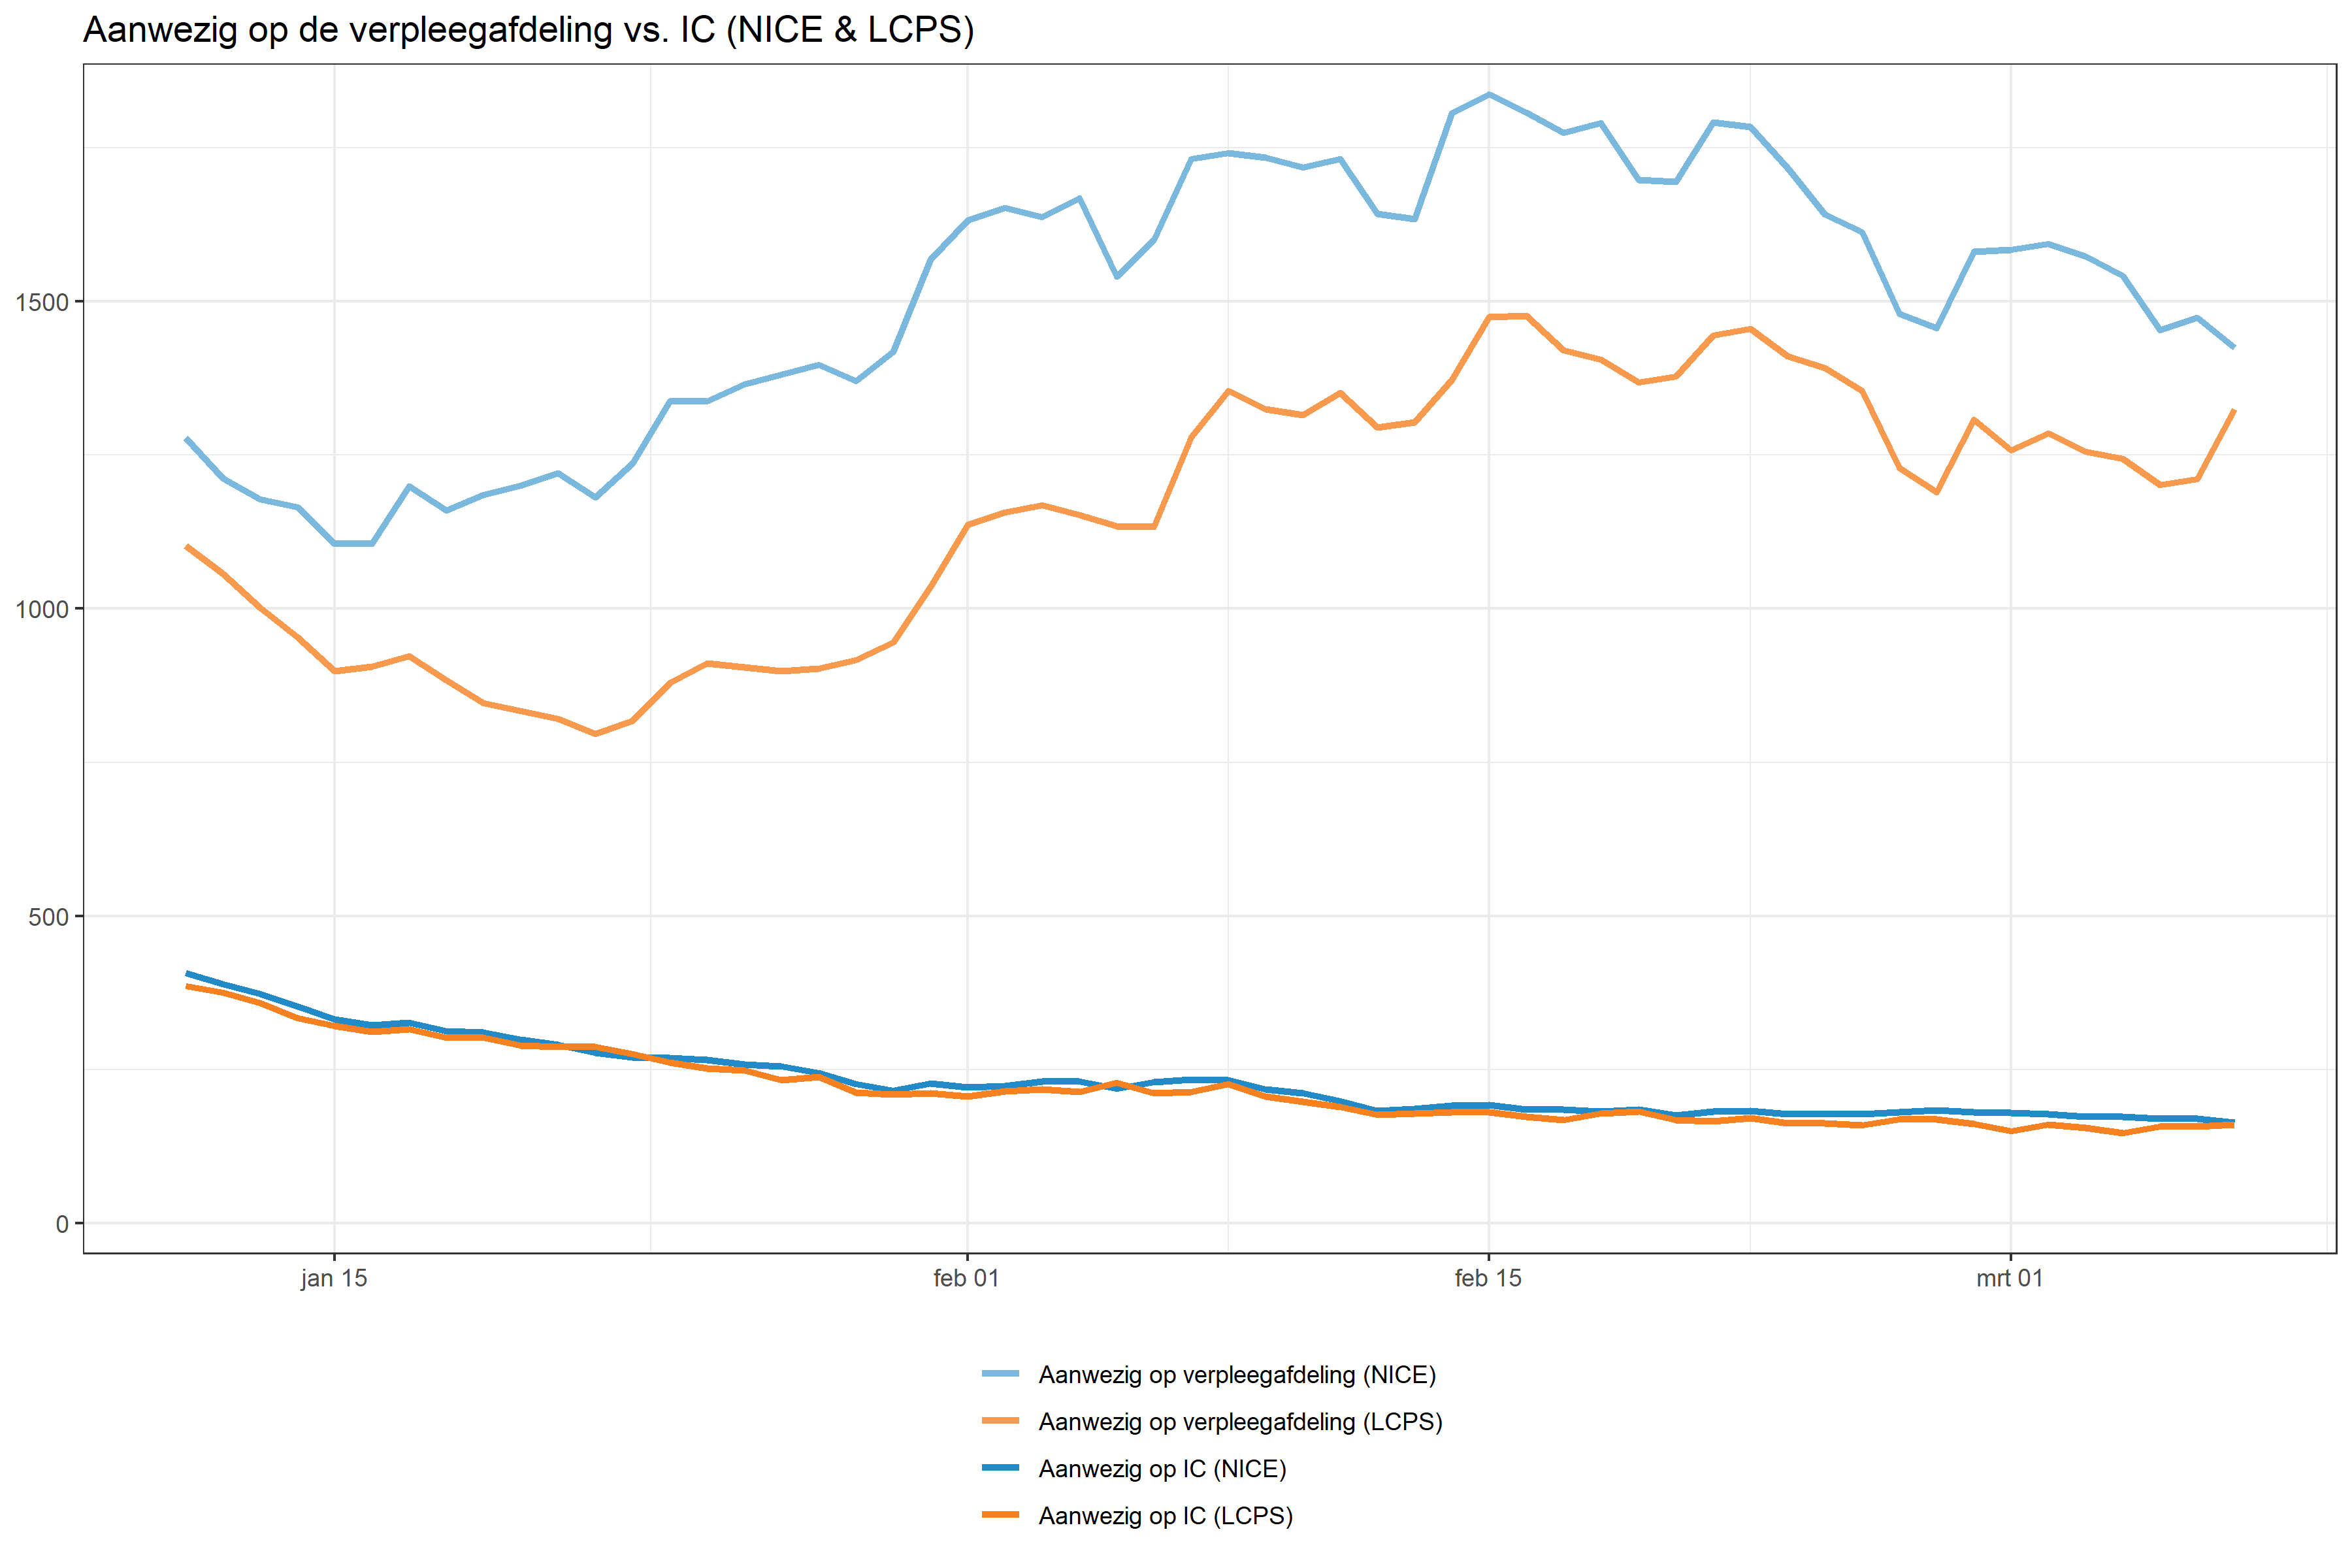 Aanwezig op de verpleegafdeling vs. IC (NICE & LCPS)
1500
1000
500
0
jan 15
feb 01
feb 15
mrt 01
Aanwezig op verpleegafdeling (NICE)
Aanwezig op verpleegafdeling (LCPS)
Aanwezig op IC (NICE)
Aanwezig op IC (LCPS)